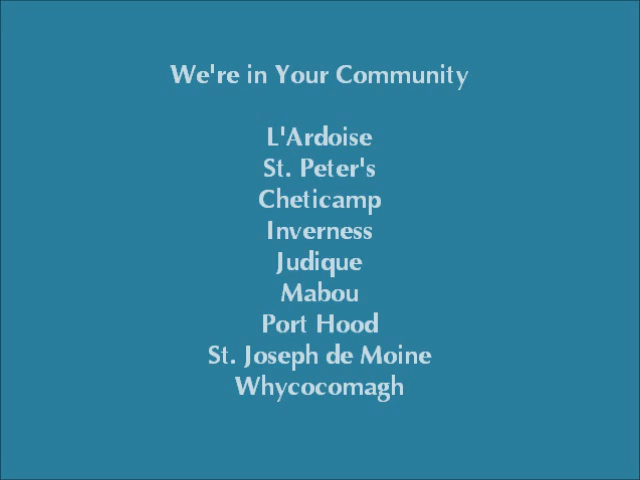 We're in Your Community
L'Ardoise
St. Peter's
Cheticamp
Inverness
Judique
Mabou
Port Hood
St. Joseph de Moine
Whycocomagh